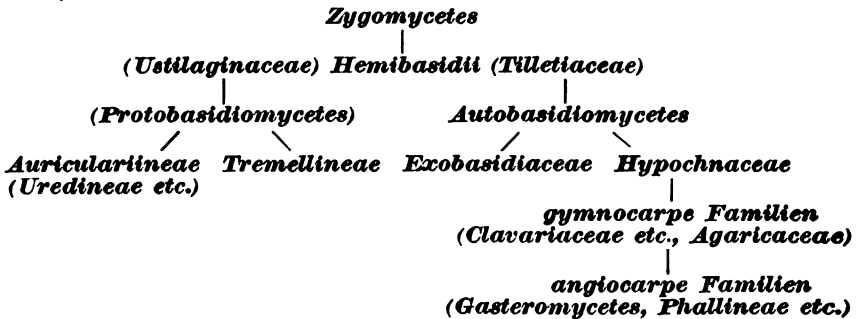 Zygomycetes
(Ustilaginaceae) Hemibasidii (Tilletiaceae)
(Protobasidiomycetes) Autobasidiomycetes
Auriculariineae Tremellineae Exobasidiaceae Hypochnaceae
(Uredineae etc.)
gymnocarpe Familien
(Clavariaceae etc., Agaricaceae)
angiocarpe Familien
(Gasteromycetes, Phallineae etc.)